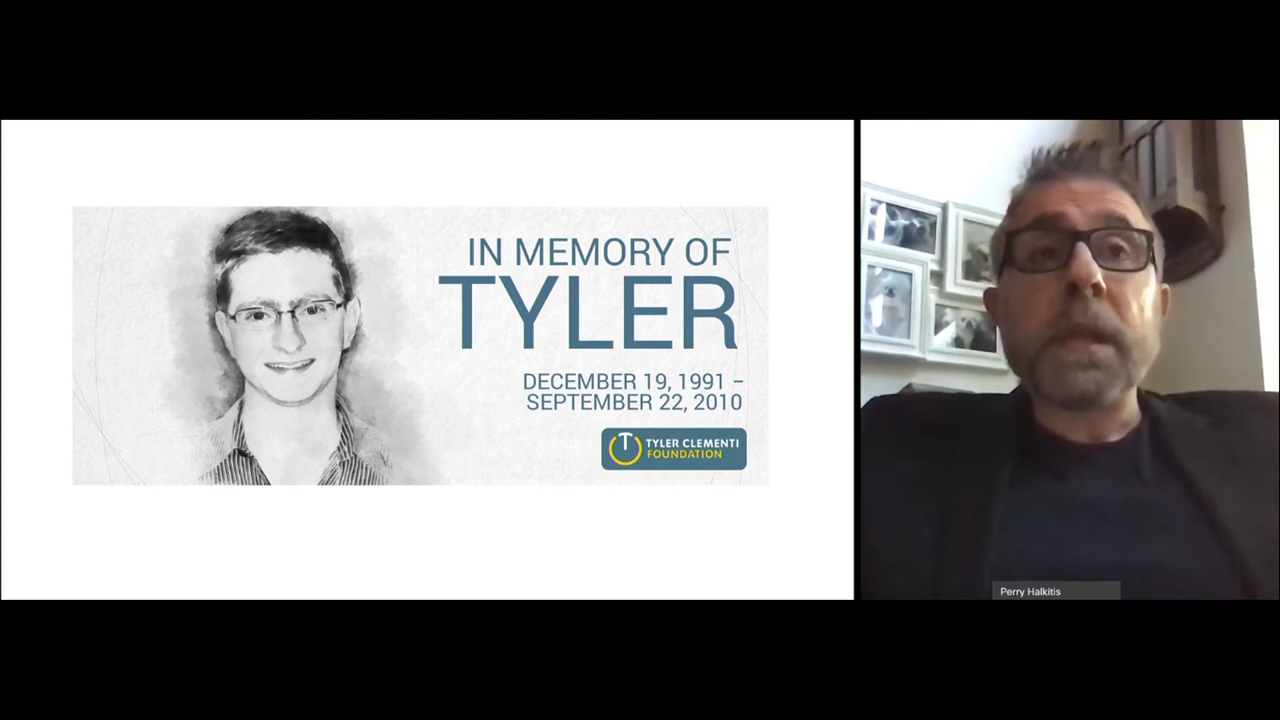 IN MEMORY OF
TYLER
DECEMBER 19, 1991 –
SEPTEMBER 22, 2010
TYLER CLEMENTI
FOUNDATION
Perry Halkitis